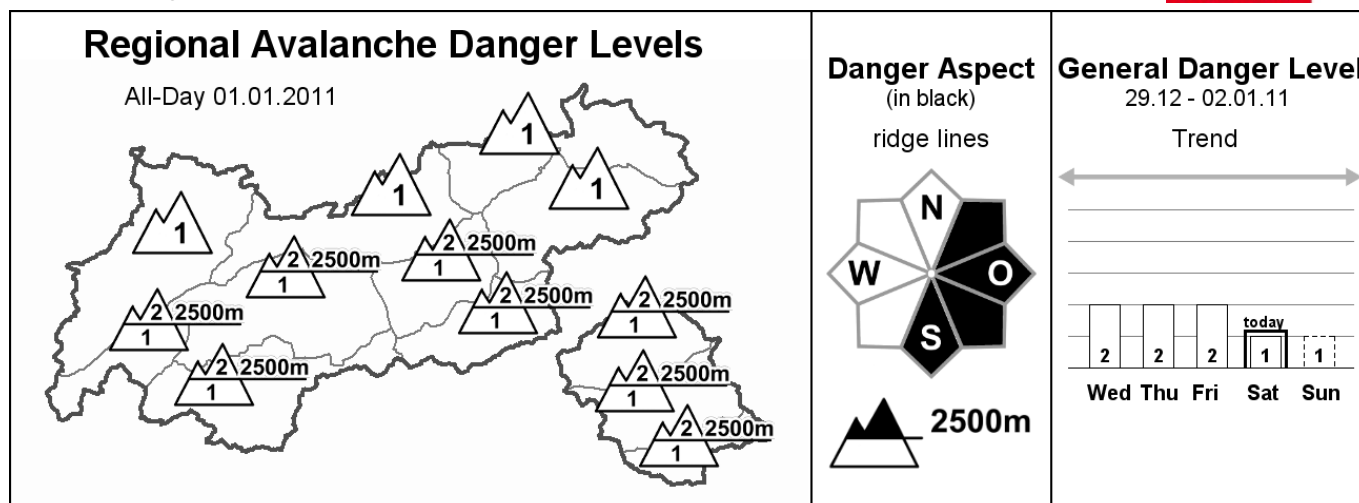 Regional Avalanche Danger Levels
All-Day 01.01.2011
1
1
1
1
2 2500m
1
2 2500m
1
2 2500m
1
2 2500m
1
2 2500m
1
2 2500m
1
2 2500m
1
2 2500m
1
Danger Aspect
(in black)
ridge lines
N
W O
S
2500m
General Danger Level
29.12 - 02.01.11
Trend
today
2 2 2 1 1
Wed Thu Fri Sat Sun